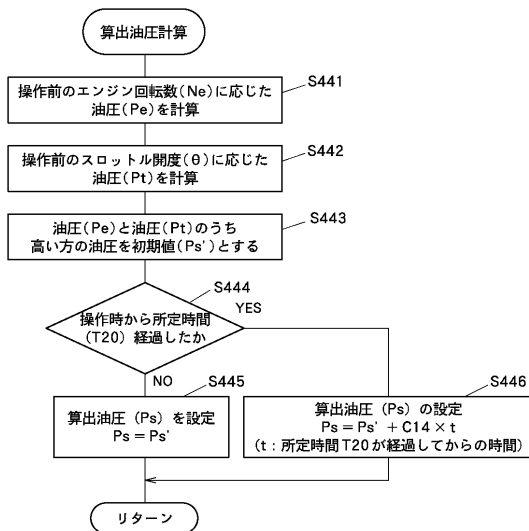 算出油圧計算
S441
操作前のエンジン回転数(Ne)に応じた
油圧(Pe)を計算
S442
操作前のスロットル開度(θ)に応じた
油圧(Pt)を計算
S443
油圧(Pe)と油圧(Pt)のうち
高い方の油圧を初期値(Ps')とする
S444
操作時から所定時間
(T20) 経過したか
YES
NO
S445
算出油圧 (Ps) を設定
Ps = Ps'
S446
算出油圧 (Ps) の設定
Ps = Ps' + C14 × t
(t : 所定時間 T20 が経過してからの時間)
リターン